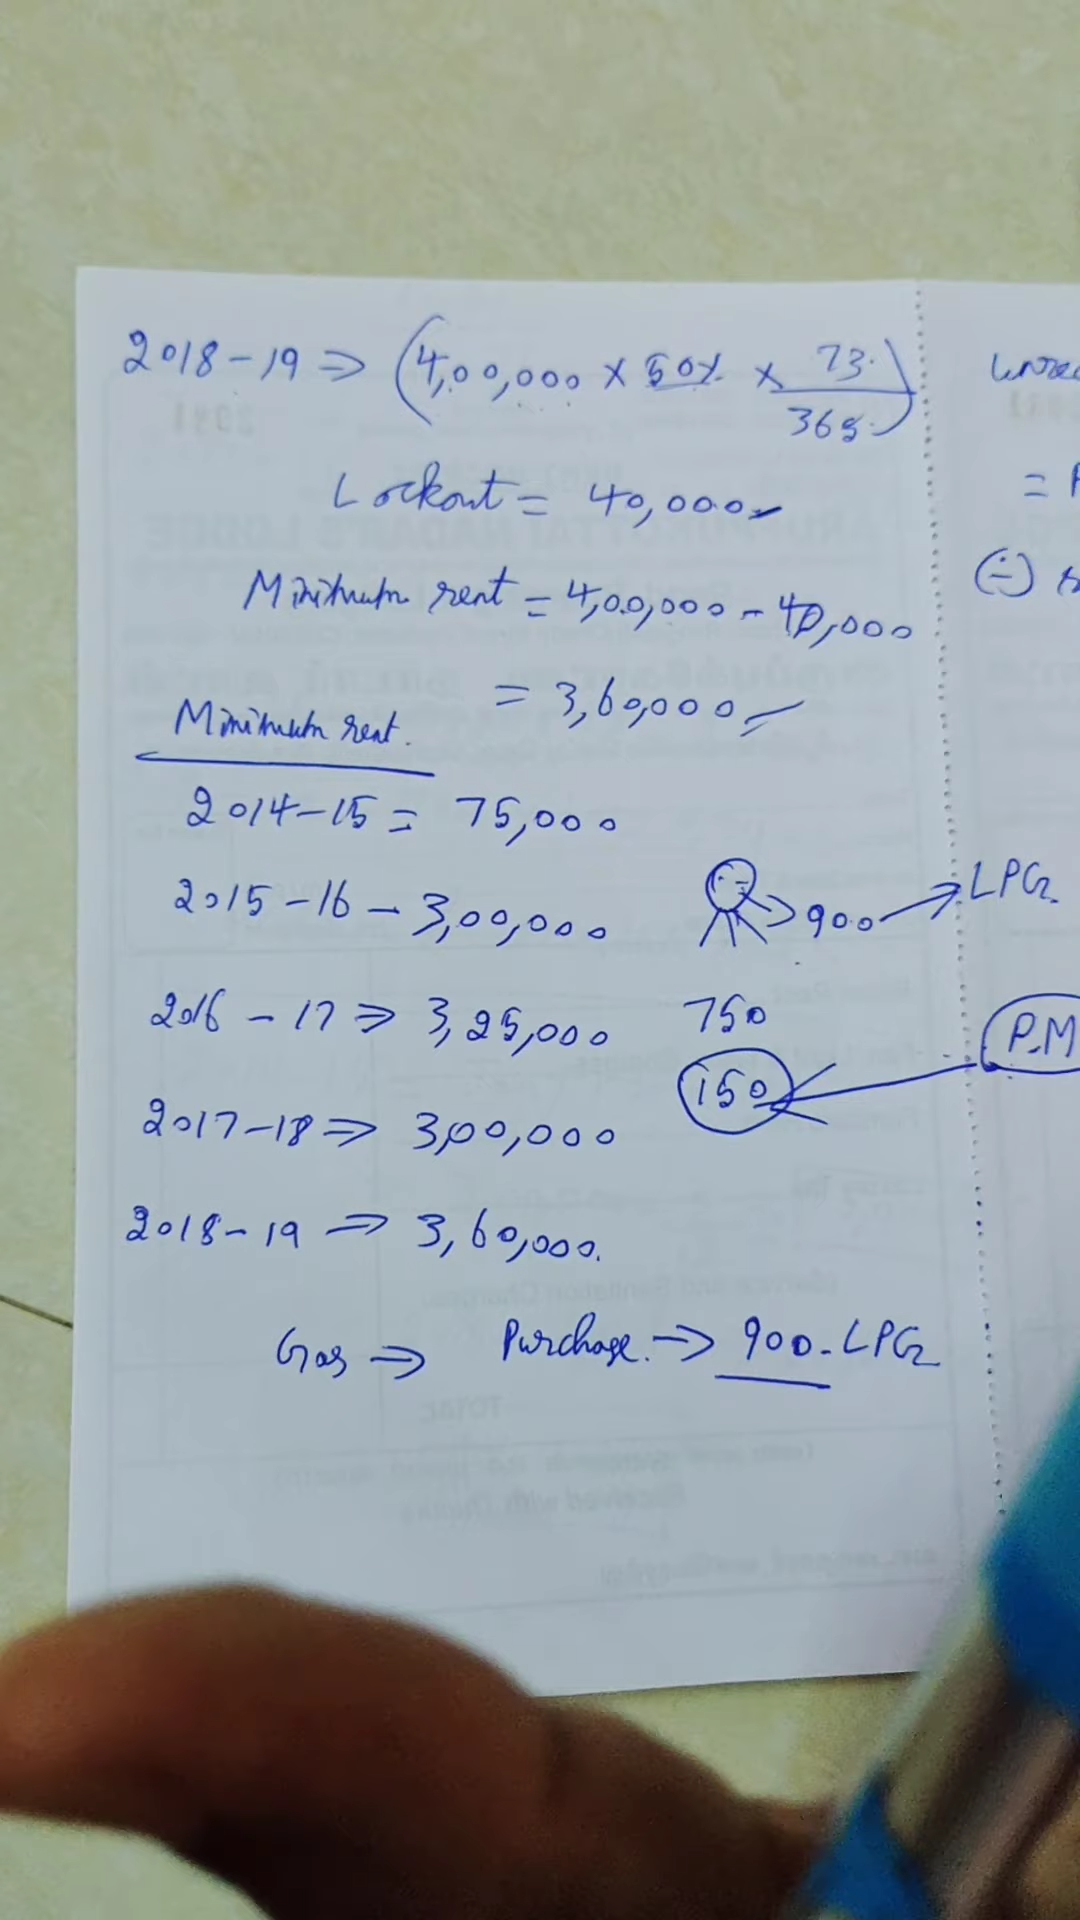 2018-19 ⇒ (4,00,000 × 50% × 73/365)
Lockout = 40,000
Minimum rent = 4,00,000 - 40,000
= 3,60,000
Minimum rent.
2014-15 = 75,000
2015-16 - 3,00,000
900 → LPG
2016-17 ⇒ 3,25,000
750
P.M
150
2017-18 ⇒ 3,00,000
2018-19 ⇒ 3,60,000.
Gas ⇒ Purchase. → 900-LPG
=
(-)